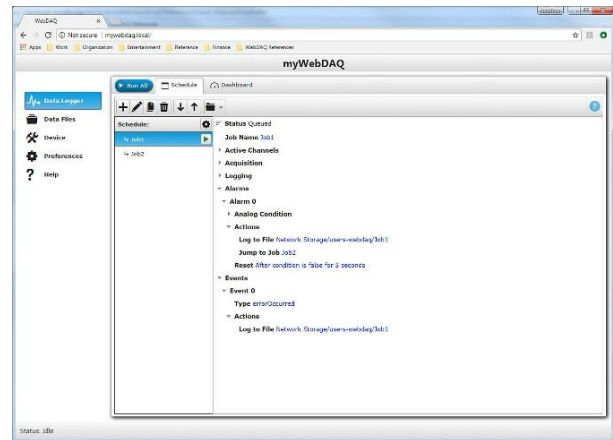 WebDAQ
Not secure | mywebdaq.local/
Apps Work Organization Entertainment Reference Finance WebDAQ References
myWebDAQ
Run All Schedule Dashboard
Data Logger
Data Files
Device
Preferences
Help
Schedule:
Job1
Job2
Status Queued
Job Name Job1
Active Channels
Acquisition
Logging
Alarms
Alarm 0
Analog Condition
Actions
Log to File Network Storage/users-webdaq/Job1
Jump to Job Job2
Reset After condition is false for 5 seconds
Events
Event 0
Type errorOccurred
Actions
Log to File Network Storage/users-webdaq/Job1
Status: Idle